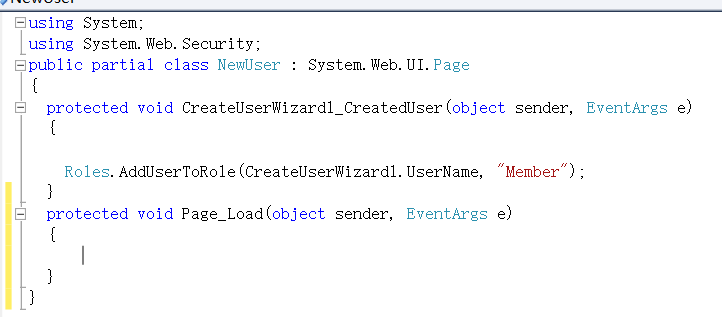 NewUser
using System;
using System.Web.Security;
public partial class NewUser : System.Web.UI.Page
{
protected void CreateUserWizard1_CreatedUser(object sender, EventArgs e)
{
Roles.AddUserToRole(CreateUserWizard1.UserName, "Member");
}
protected void Page_Load(object sender, EventArgs e)
{
}
}